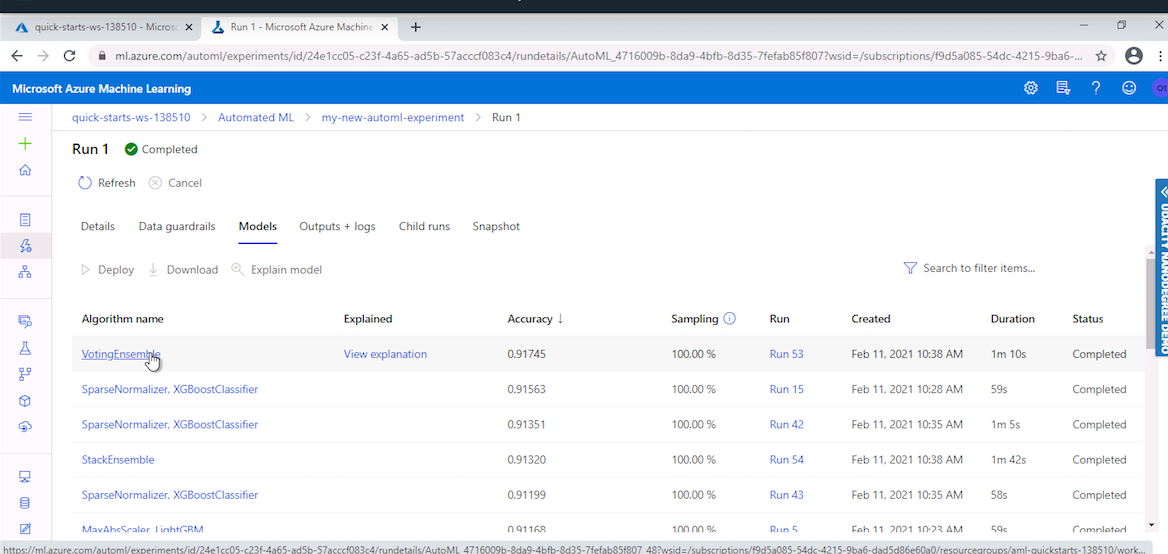 quick-starts-ws-138510 - Microso
Run 1 - Microsoft Azure Machine
ml.azure.com/automl/experiments/id/24e1cc05-c23f-4a65-ad5b-57acccf083c4/rundetails/AutoML_4716009b-8da9-4bfb-8d35-7fefab85f807?wsid=/subscriptions/f9d5a085-54dc-4215-9ba6-...
Microsoft Azure Machine Learning
quick-starts-ws-138510 > Automated ML > my-new-automl-experiment > Run 1
Run 1 Completed
Refresh Cancel
Details Data guardrails Models Outputs + logs Child runs Snapshot
Deploy Download Explain model Search to filter items...
Algorithm name Explained Accuracy ↓ Sampling Run Created Duration Status
VotingEnsemble View explanation 0.91745 100.00 % Run 53 Feb 11, 2021 10:38 AM 1m 10s Completed
SparseNormalizer, XGBoostClassifier 0.91563 100.00 % Run 15 Feb 11, 2021 10:28 AM 59s Completed
SparseNormalizer, XGBoostClassifier 0.91351 100.00 % Run 42 Feb 11, 2021 10:35 AM 1m 5s Completed
StackEnsemble 0.91320 100.00 % Run 54 Feb 11, 2021 10:38 AM 1m 42s Completed
SparseNormalizer, XGBoostClassifier 0.91199 100.00 % Run 43 Feb 11, 2021 10:35 AM 58s Completed
MaxAbsScaler, LightGBM 0.91168 100.00 % Run 5 Feb 11, 2021 10:23 AM 59s Completed
https://ml.azure.com/automl/experiments/id/24e1cc05-c23f-4a65-ad5b-57acccf083c4/rundetails/AutoML_4716009b-8da9-4bfb-8d35-7fefab85f807_48?wsid=/subscriptions/f9d5a085-54dc-4215-9ba6-dad5d86e60a0/resourcegroups/aml-quickstarts-138510/work...
UDACITY NANODEGREE DEMO